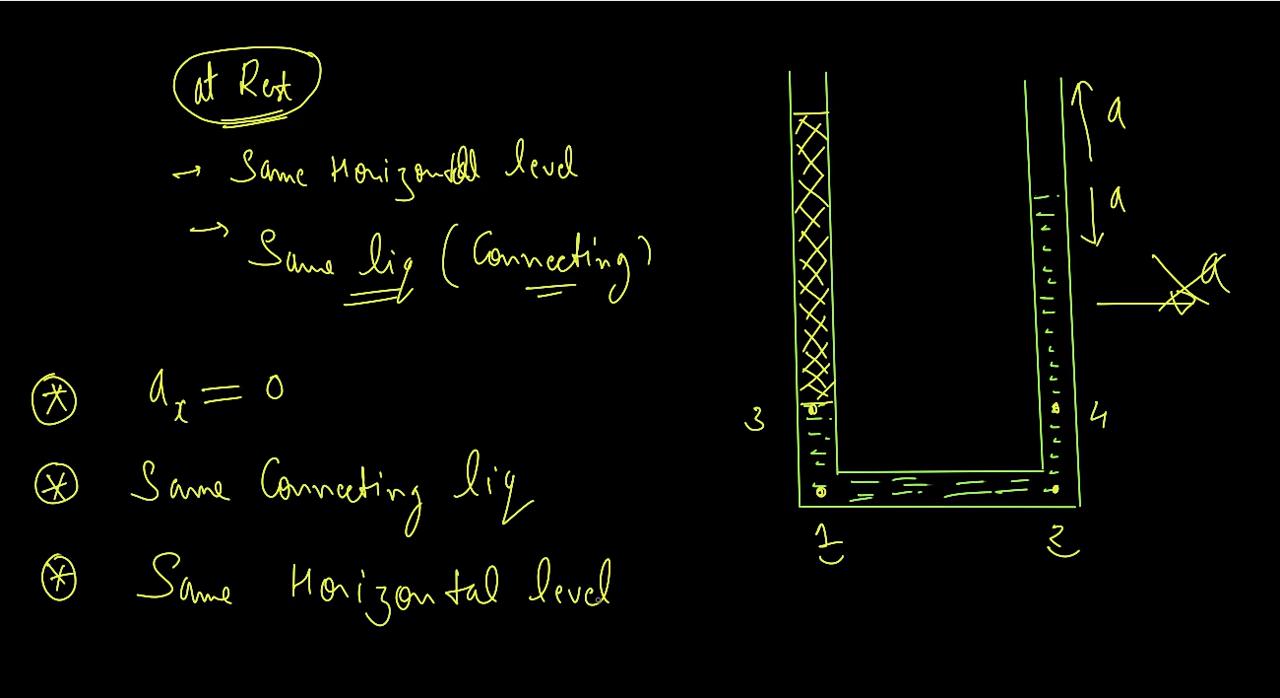 at Rest
→ Same Horizontal level
→ Same liq (Connecting)
* aₓ = 0
* Same Connecting liq
* Same Horizontal level
a
a
a
3
4
1
2